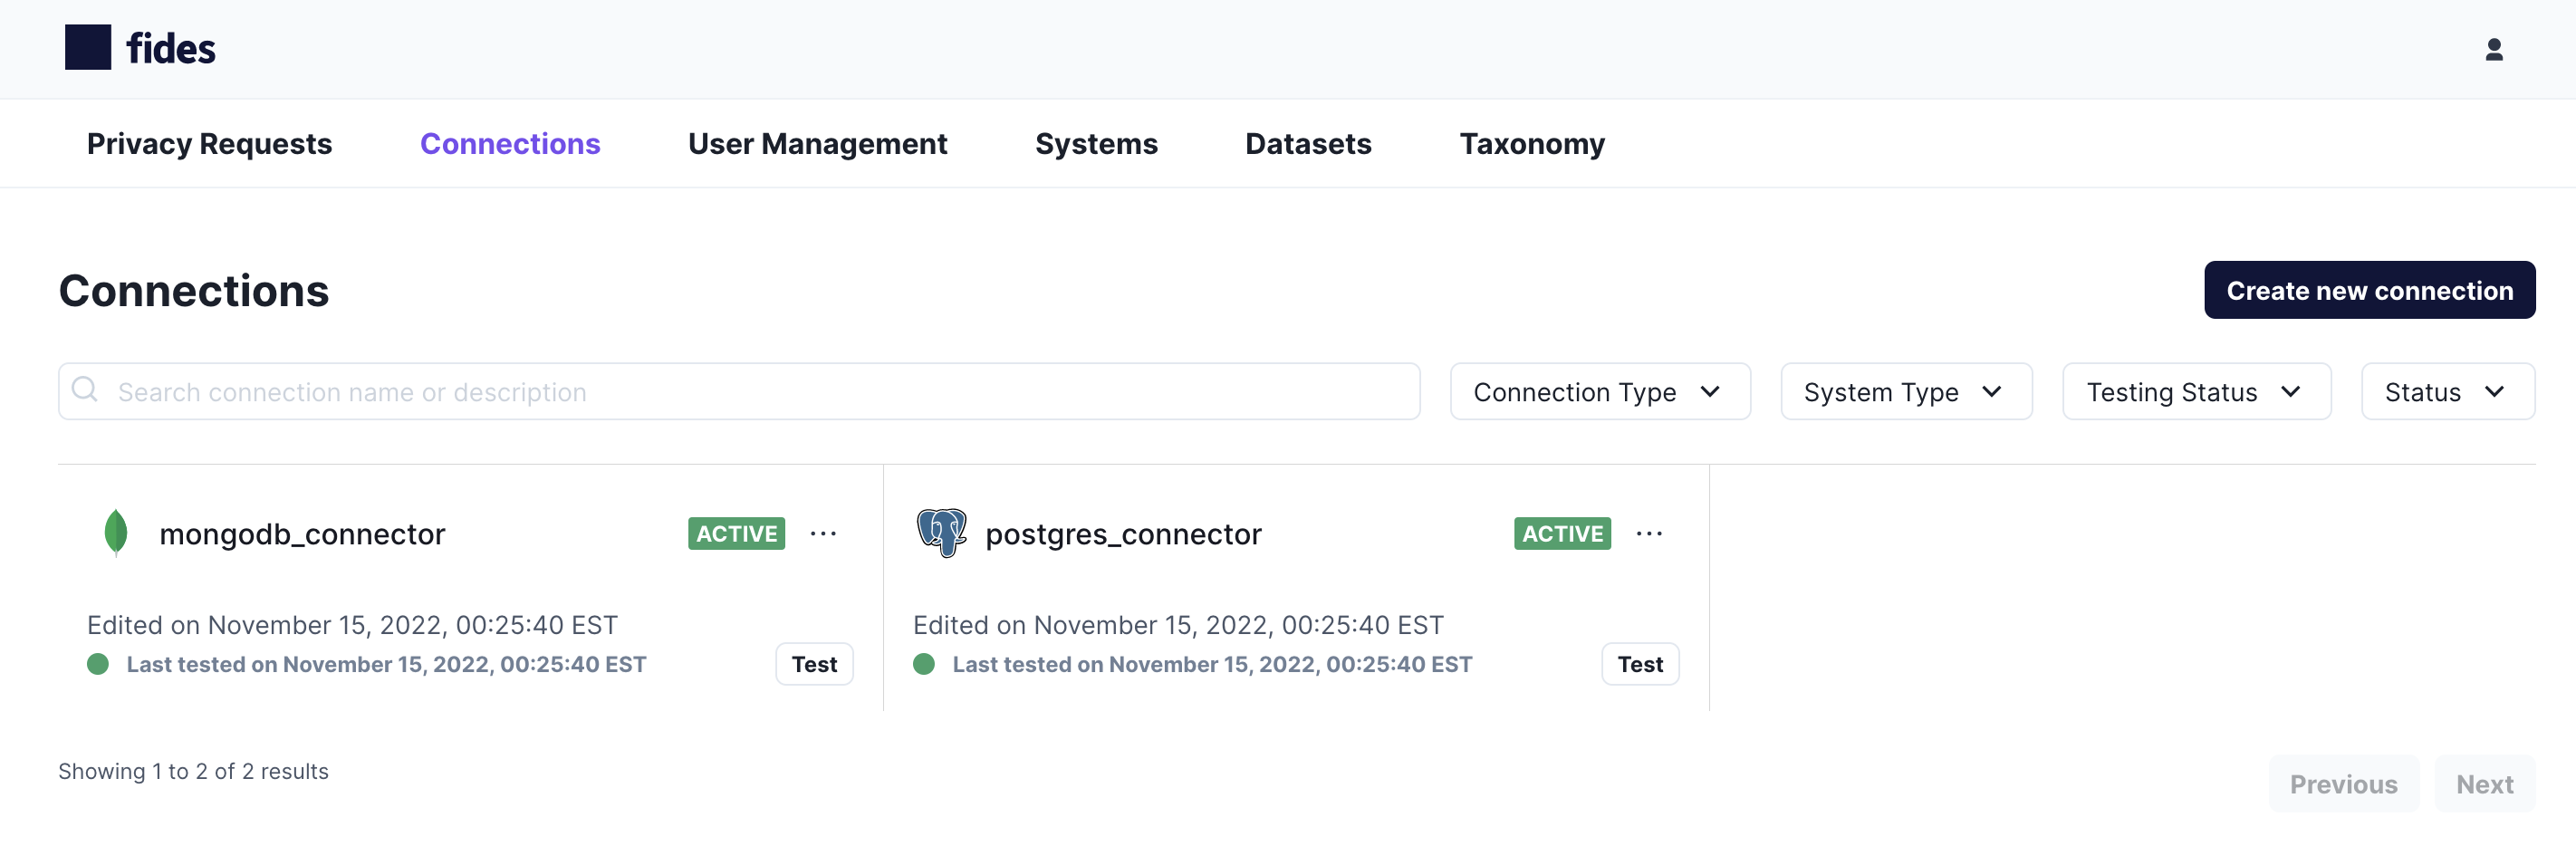 fides
Privacy Requests Connections User Management Systems Datasets Taxonomy
Connections
Create new connection
Search connection name or description
Connection Type
System Type
Testing Status
Status
mongodb_connector
ACTIVE
Edited on November 15, 2022, 00:25:40 EST
Last tested on November 15, 2022, 00:25:40 EST
Test
postgres_connector
ACTIVE
Edited on November 15, 2022, 00:25:40 EST
Last tested on November 15, 2022, 00:25:40 EST
Test
Showing 1 to 2 of 2 results
Previous
Next